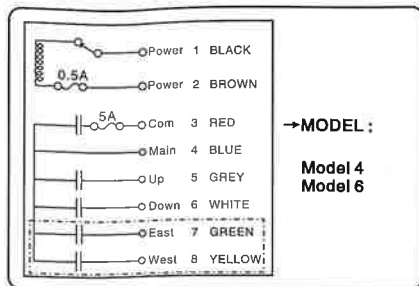 Power 1 BLACK
0.5A
Power 2 BROWN
5A
Com 3 RED
Main 4 BLUE
Up 5 GREY
Down 6 WHITE
East 7 GREEN
West 8 YELLOW
→MODEL:
Model 4
Model 6